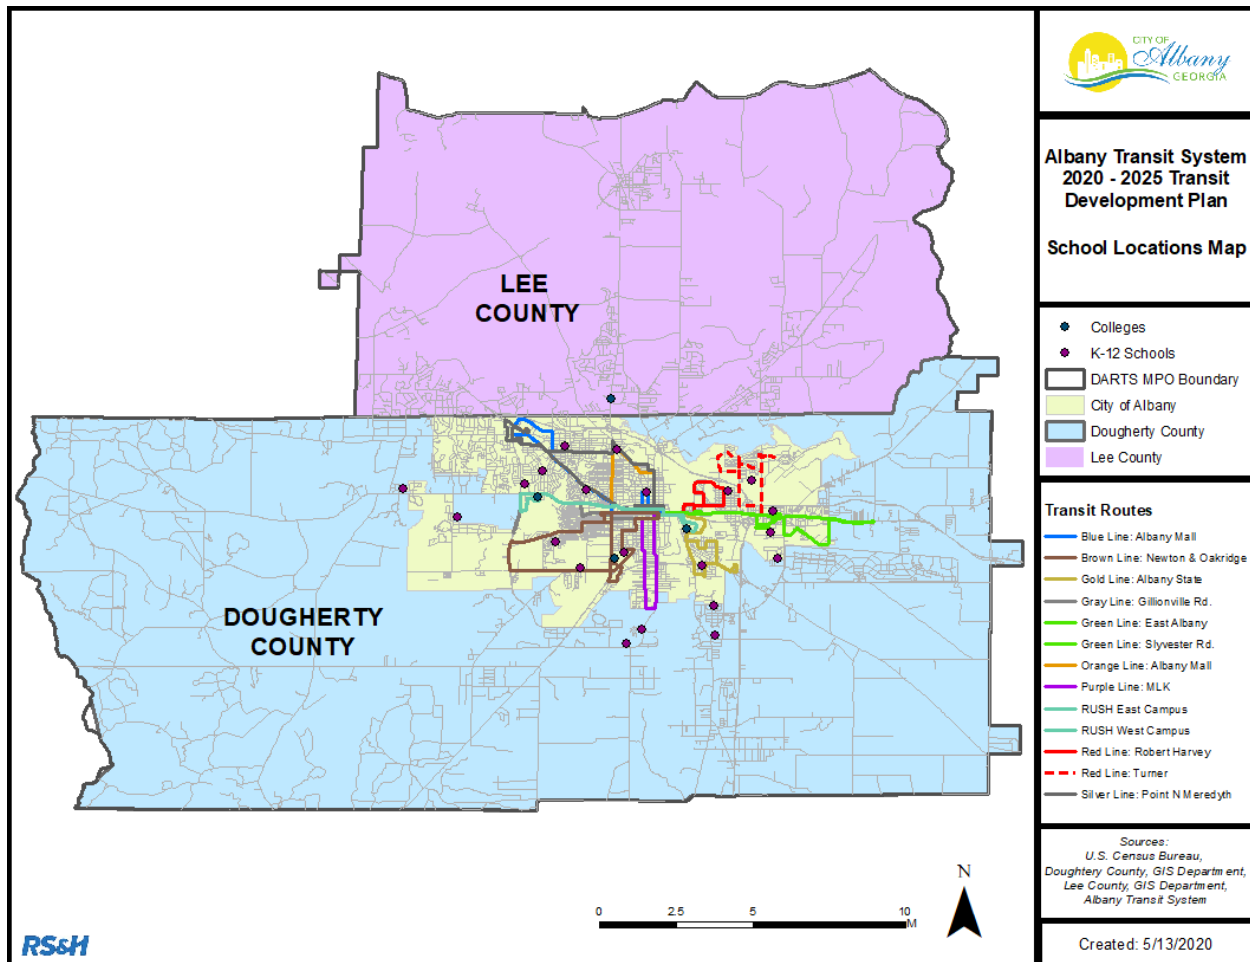 CITY OF
Albany
GEORGIA
Albany Transit System
2020 - 2025 Transit
Development Plan
School Locations Map
Colleges
K-12 Schools
DARTS MPO Boundary
City of Albany
Dougherty County
Lee County
Transit Routes
Blue Line: Albany Mall
Brown Line: Newton & Oakridge
Gold Line: Albany State
Gray Line: Gillionville Rd.
Green Line: East Albany
Green Line: Slyvester Rd.
Orange Line: Albany Mall
Purple Line: MLK
RUSH East Campus
RUSH West Campus
Red Line: Robert Harvey
Red Line: Turner
Silver Line: Point N Meredyth
Sources:
U.S. Census Bureau,
Doughtery County, GIS Department,
Lee County, GIS Department,
Albany Transit System
Created: 5/13/2020
LEE
COUNTY
DOUGHERTY
COUNTY
N
0 2.5 5 10
M
RS&H